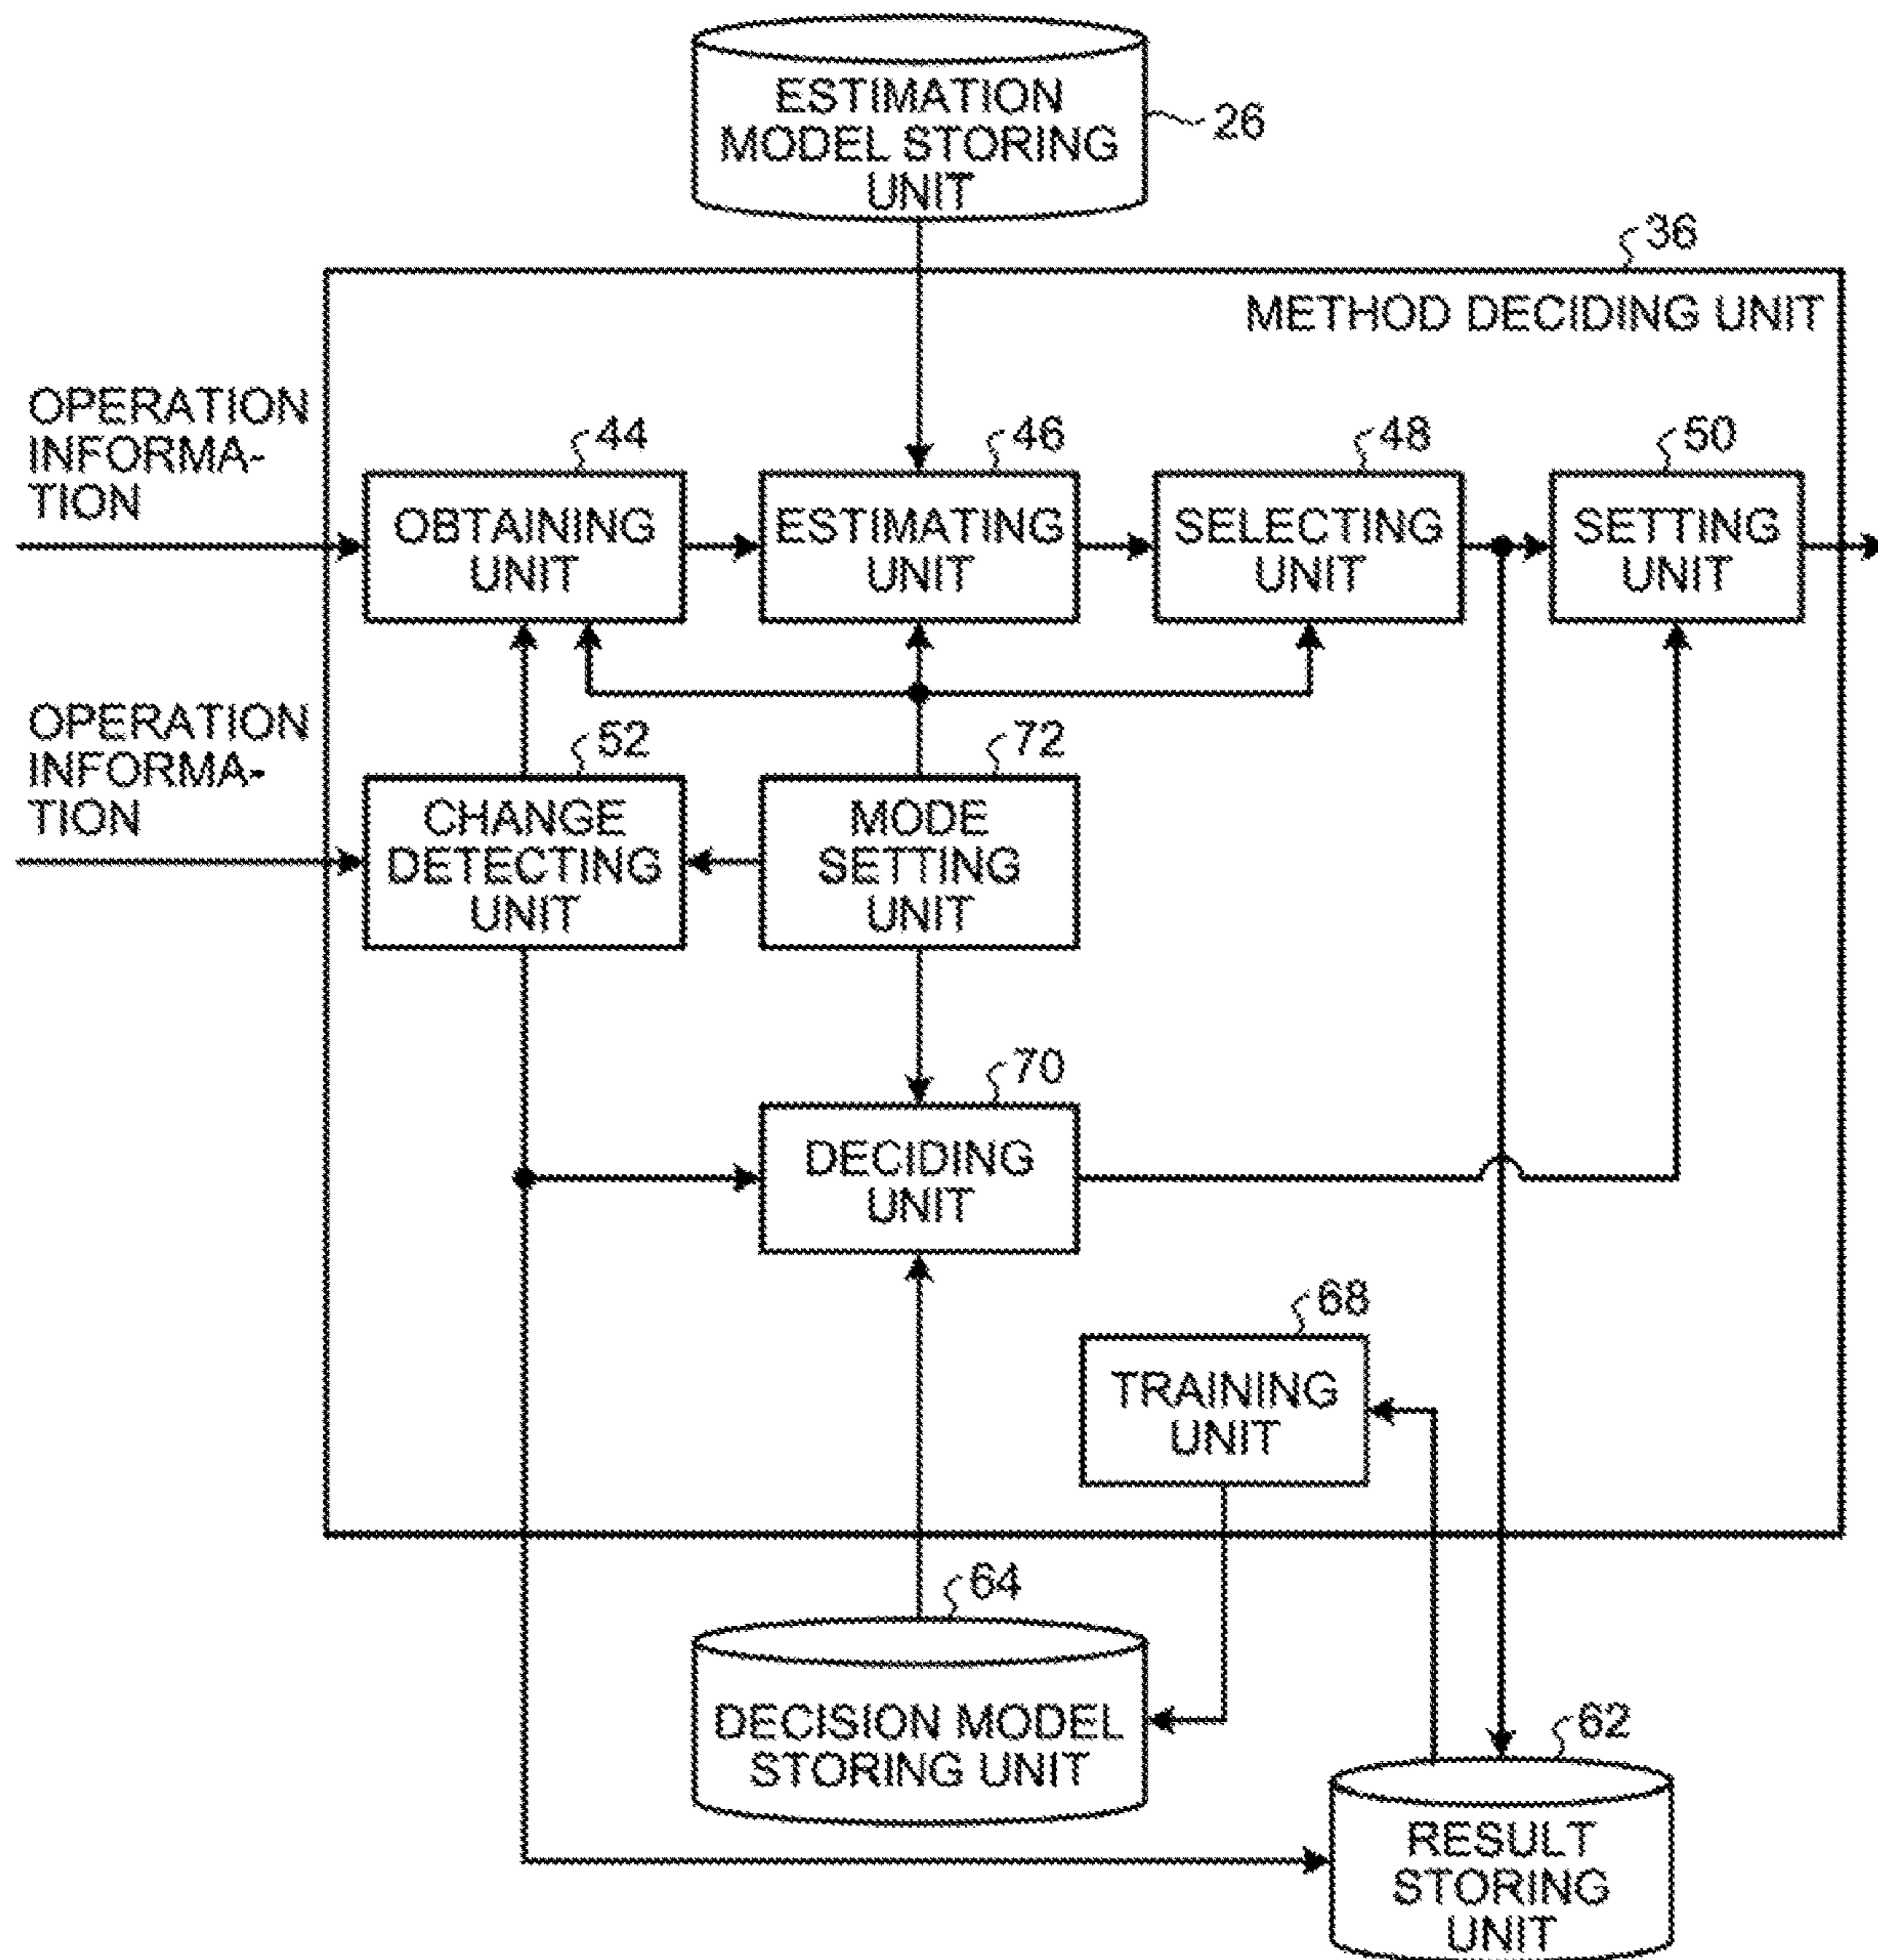 ESTIMATION
MODEL STORING
UNIT
26
36
METHOD DECIDING UNIT
OPERATION
INFORMA-
TION
44
46
48
50
OBTAINING
UNIT
ESTIMATING
UNIT
SELECTING
UNIT
SETTING
UNIT
OPERATION
INFORMA-
TION
52
72
CHANGE
DETECTING
UNIT
MODE
SETTING
UNIT
70
DECIDING
UNIT
68
TRAINING
UNIT
64
DECISION MODEL
STORING UNIT
62
RESULT
STORING
UNIT